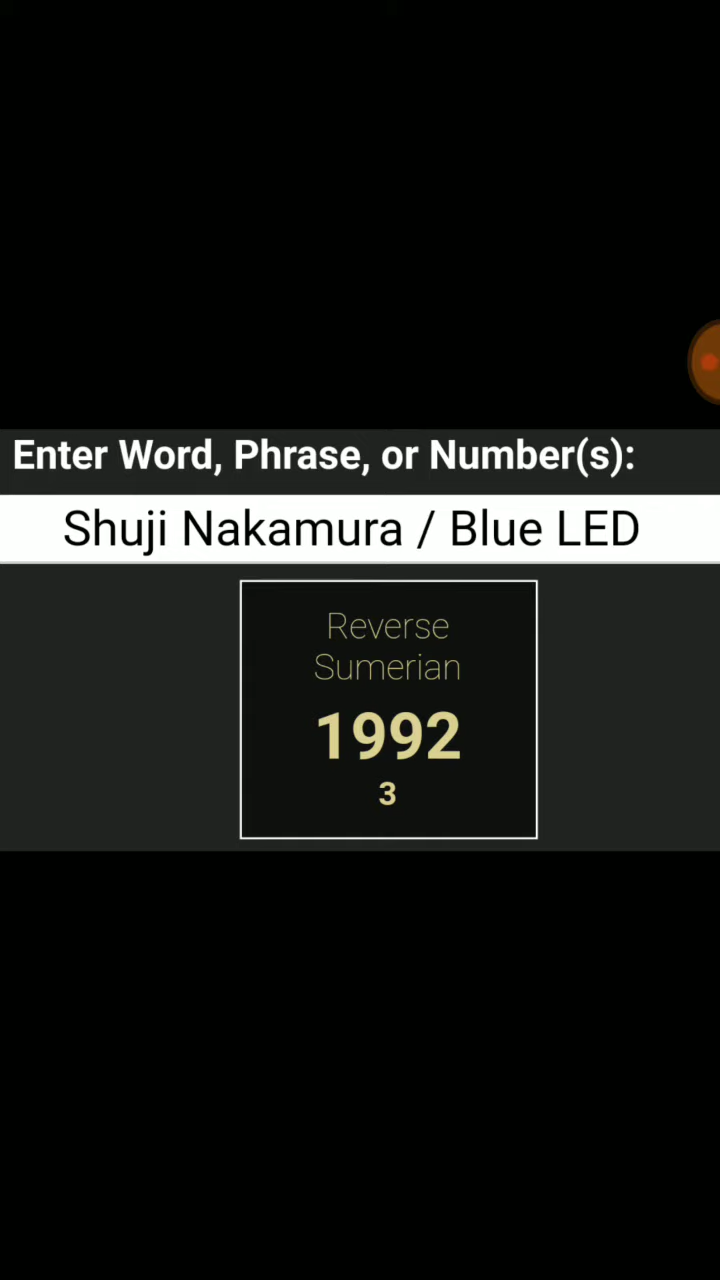 Enter Word, Phrase, or Number(s):
Shuji Nakamura / Blue LED
Reverse
Sumerian
1992
3